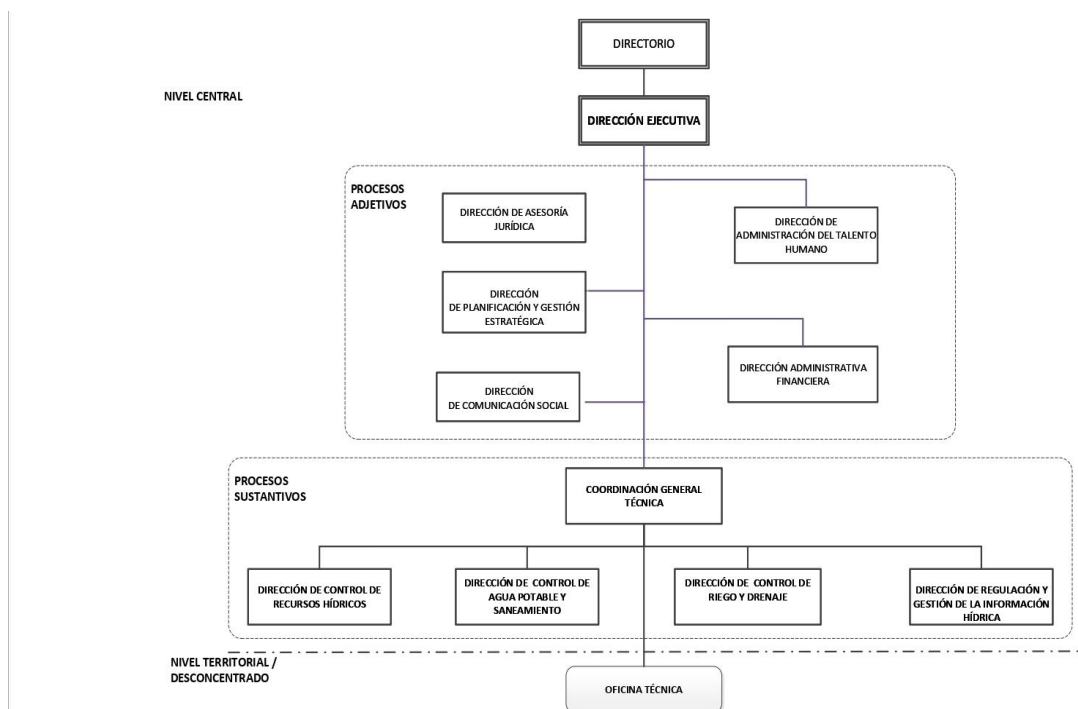 DIRECTORIO
NIVEL CENTRAL
DIRECCIÓN EJECUTIVA
PROCESOS
ADJETIVOS
DIRECCIÓN DE ASESORÍA
JURÍDICA
DIRECCIÓN DE
ADMINISTRACIÓN DEL TALENTO
HUMANO
DIRECCIÓN
DE PLANIFICACIÓN Y GESTIÓN
ESTRATÉGICA
DIRECCIÓN ADMINISTRATIVA
FINANCIERA
DIRECCIÓN
DE COMUNICACIÓN SOCIAL
PROCESOS
SUSTANTIVOS
COORDINACIÓN GENERAL
TÉCNICA
DIRECCIÓN DE CONTROL DE
RECURSOS HÍDRICOS
DIRECCIÓN DE CONTROL DE
AGUA POTABLE Y
SANEAMIENTO
DIRECCIÓN DE CONTROL DE
RIEGO Y DRENAJE
DIRECCIÓN DE REGULACIÓN Y
GESTIÓN DE LA INFORMACIÓN
HÍDRICA
NIVEL TERRITORIAL /
DESCONCENTRADO
OFICINA TÉCNICA